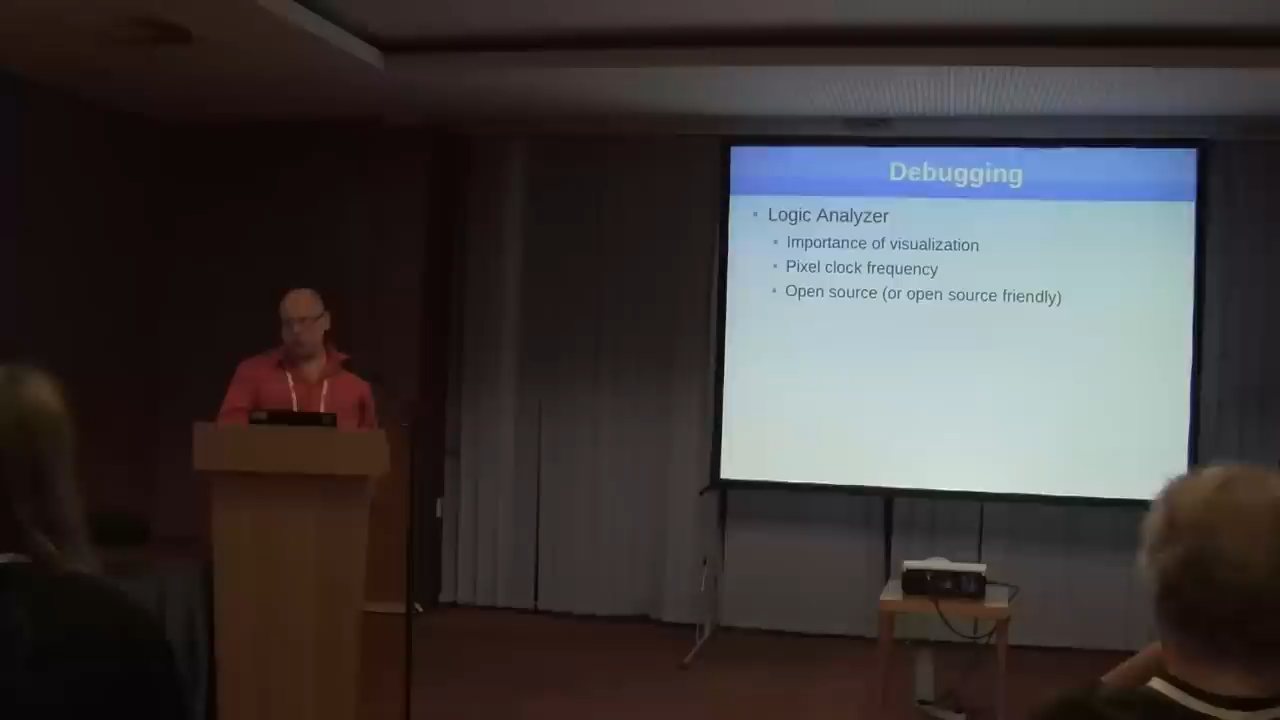 Debugging
Logic Analyzer
Importance of visualization
Pixel clock frequency
Open source (or open source friendly)